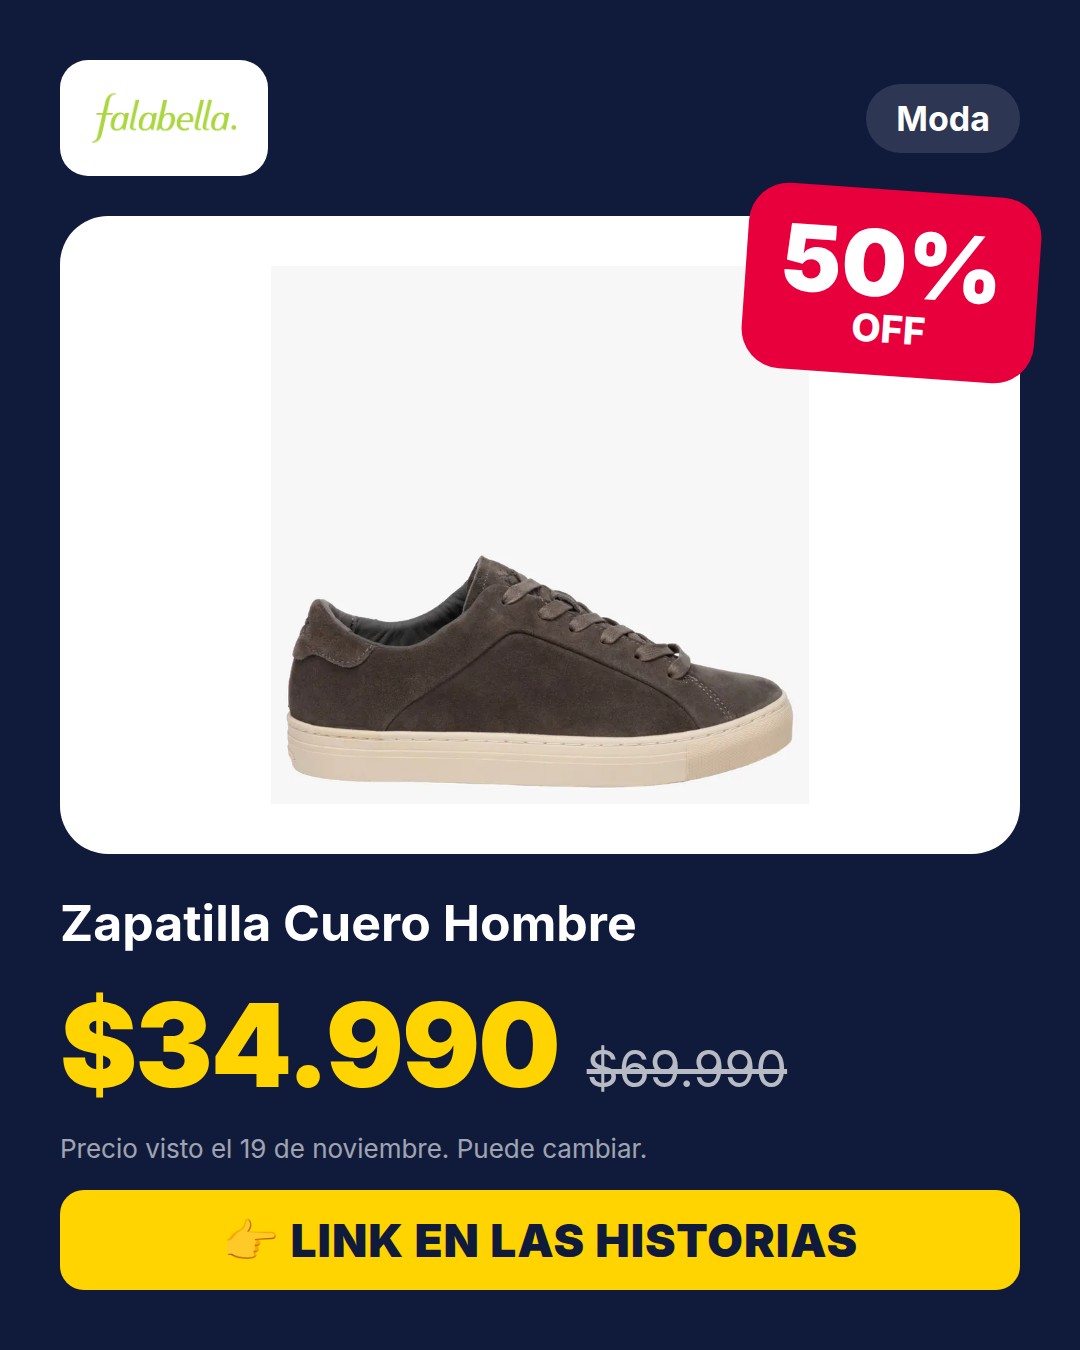 falabella.
Moda
50%
OFF
Zapatilla Cuero Hombre
$34.990 $69.990
Precio visto el 19 de noviembre. Puede cambiar.
👉 LINK EN LAS HISTORIAS